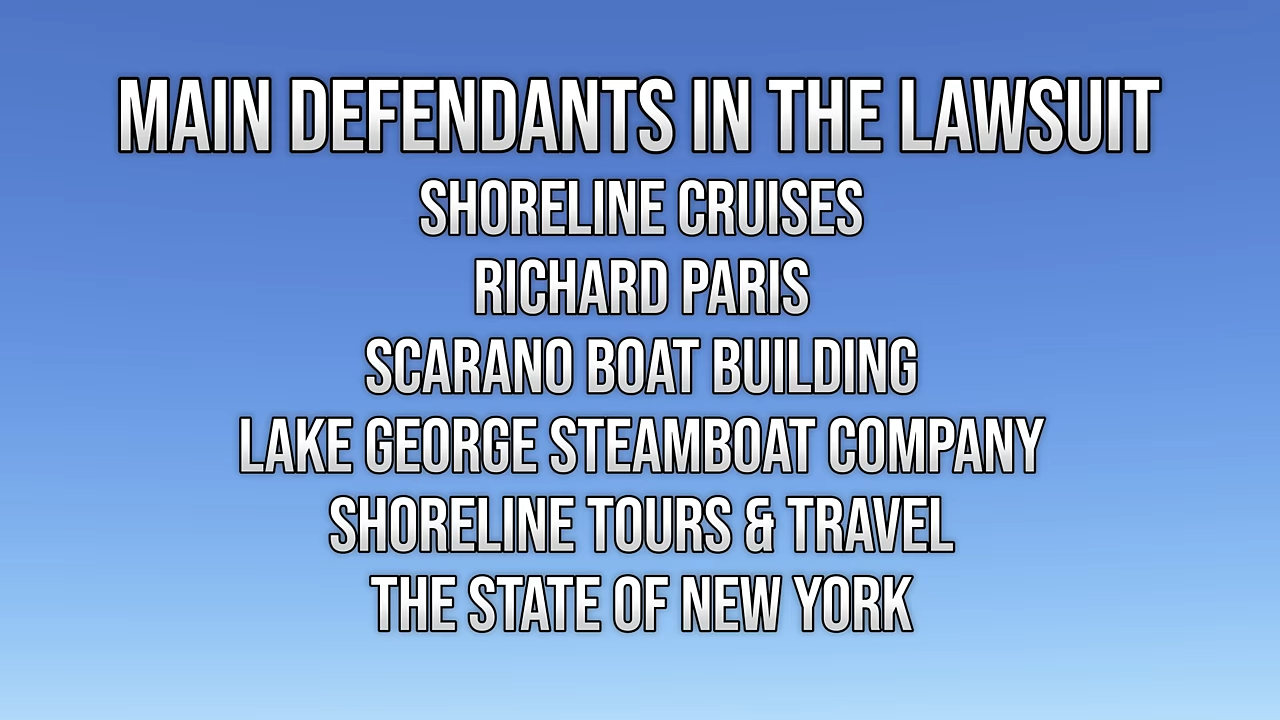 MAIN DEFENDANTS IN THE LAWSUIT
SHORELINE CRUISES
RICHARD PARIS
SCARANO BOAT BUILDING
LAKE GEORGE STEAMBOAT COMPANY
SHORELINE TOURS & TRAVEL
THE STATE OF NEW YORK